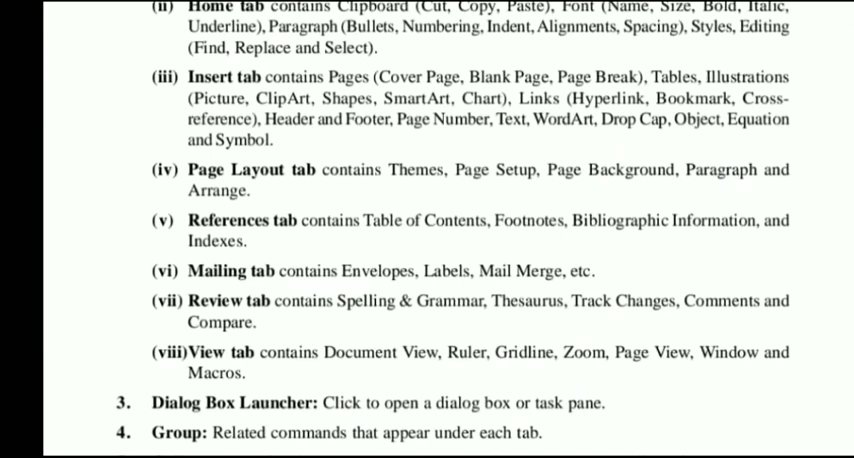 (ii) Home tab contains Clipboard (Cut, Copy, Paste), Font (Name, Size, Bold, Italic,
Underline), Paragraph (Bullets, Numbering, Indent, Alignments, Spacing), Styles, Editing
(Find, Replace and Select).
(iii) Insert tab contains Pages (Cover Page, Blank Page, Page Break), Tables, Illustrations
(Picture, ClipArt, Shapes, SmartArt, Chart), Links (Hyperlink, Bookmark, Cross-
reference), Header and Footer, Page Number, Text, WordArt, Drop Cap, Object, Equation
and Symbol.
(iv) Page Layout tab contains Themes, Page Setup, Page Background, Paragraph and
Arrange.
(v) References tab contains Table of Contents, Footnotes, Bibliographic Information, and
Indexes.
(vi) Mailing tab contains Envelopes, Labels, Mail Merge, etc.
(vii) Review tab contains Spelling & Grammar, Thesaurus, Track Changes, Comments and
Compare.
(viii)View tab contains Document View, Ruler, Gridline, Zoom, Page View, Window and
Macros.
3. Dialog Box Launcher: Click to open a dialog box or task pane.
4. Group: Related commands that appear under each tab.